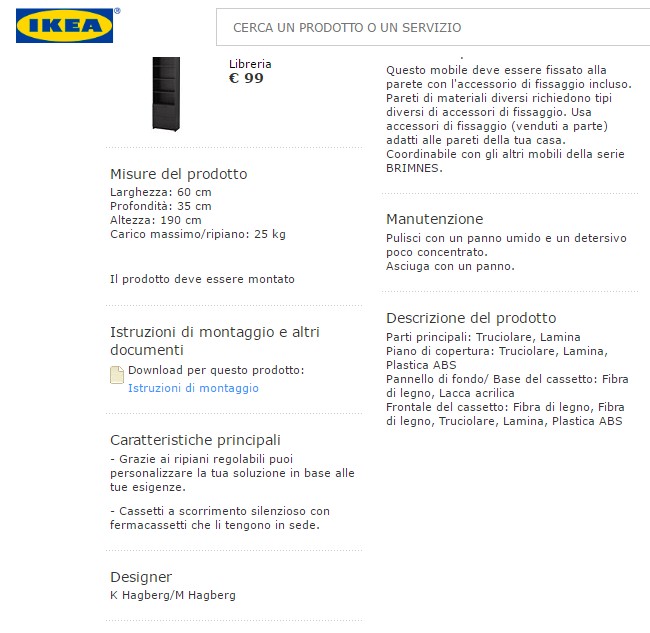 IKEA®
CERCA UN PRODOTTO O UN SERVIZIO
Libreria
€ 99
Misure del prodotto
Larghezza: 60 cm
Profondità: 35 cm
Altezza: 190 cm
Carico massimo/ripiano: 25 kg
Il prodotto deve essere montato
Istruzioni di montaggio e altri
documenti
Download per questo prodotto:
Istruzioni di montaggio
Caratteristiche principali
- Grazie ai ripiani regolabili puoi
personalizzare la tua soluzione in base alle
tue esigenze.
- Cassetti a scorrimento silenzioso con
fermacassetti che li tengono in sede.
Designer
K Hagberg/M Hagberg
Questo mobile deve essere fissato alla
parete con l'accessorio di fissaggio incluso.
Pareti di materiali diversi richiedono tipi
diversi di accessori di fissaggio. Usa
accessori di fissaggio (venduti a parte)
adatti alle pareti della tua casa.
Coordinabile con gli altri mobili della serie
BRIMNES.
Manutenzione
Pulisci con un panno umido e un detersivo
poco concentrato.
Asciuga con un panno.
Descrizione del prodotto
Parti principali: Truciolare, Lamina
Piano di copertura: Truciolare, Lamina,
Plastica ABS
Pannello di fondo/ Base del cassetto: Fibra
di legno, Lacca acrilica
Frontale del cassetto: Fibra di legno, Fibra
di legno, Truciolare, Lamina, Plastica ABS